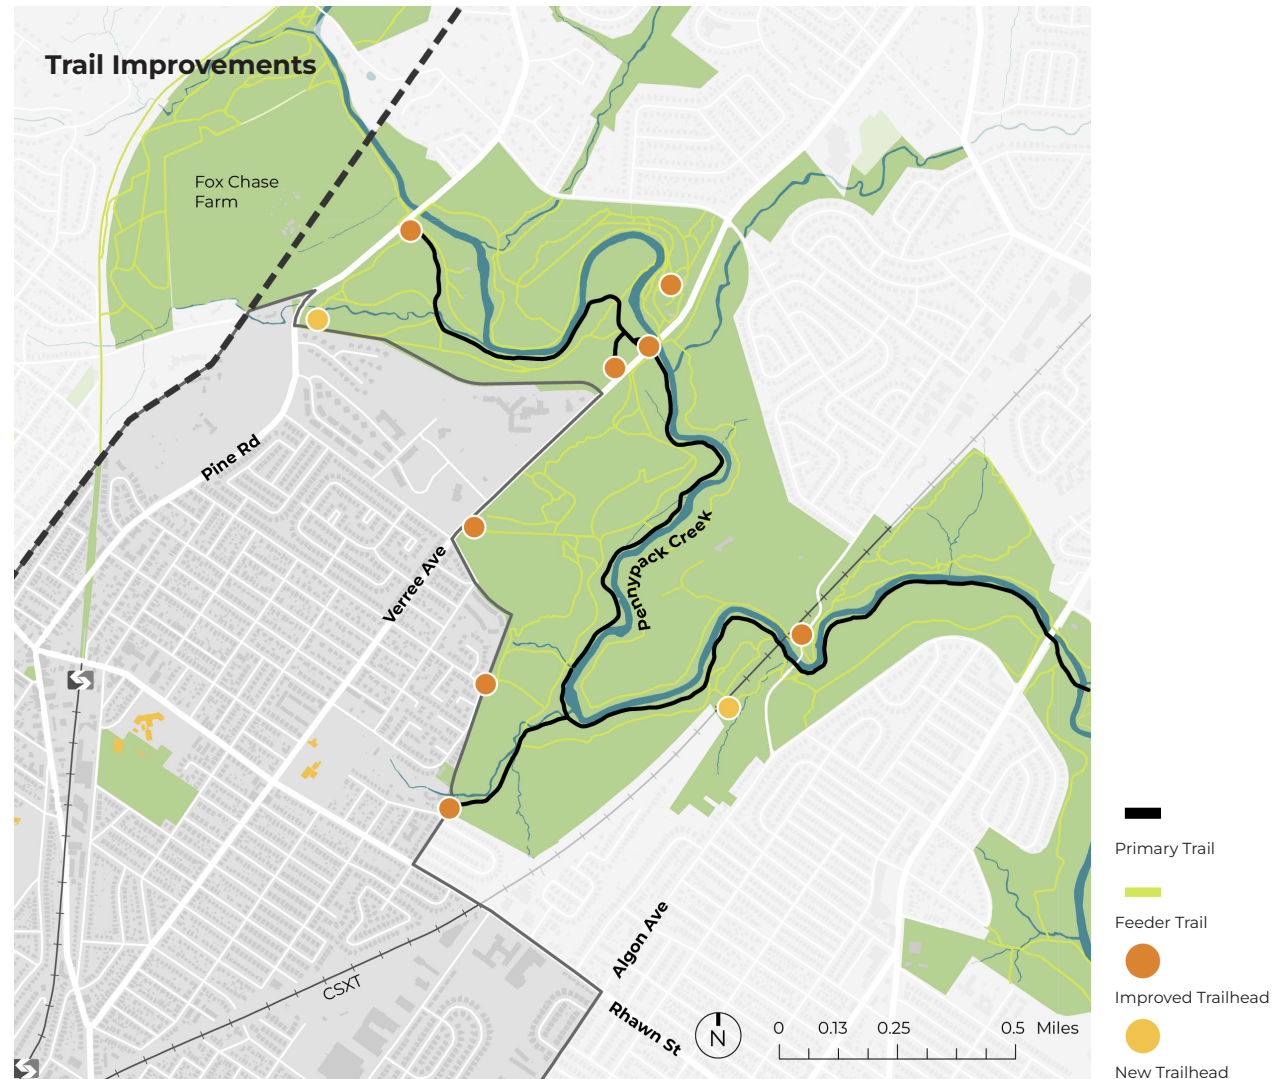 Trail Improvements
Fox Chase
Farm
Pine Rd
Verree Ave
Pennypack Creek
CSXT
Algon Ave
Rhawn St
N
0 0.13 0.25 0.5 Miles
Primary Trail
Feeder Trail
Improved Trailhead
New Trailhead